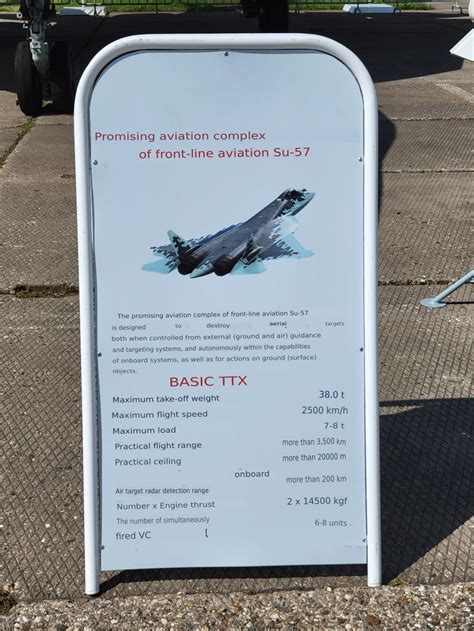 Promising aviation complex
of front-line aviation Su-57
The promising aviation complex of front-line aviation Su-57
is designed to destroy aerial targets
both when controlled from external (ground and air) guidance
and targeting systems, and autonomously within the capabilities
of onboard systems, as well as for actions on ground (surface)
objects.
BASIC TTX
Maximum take-off weight 38.0 t
Maximum flight speed 2500 km/h
Maximum load 7-8 t
Practical flight range more than 3,500 km
Practical ceiling more than 20000 m
onboard
more than 200 km
Air target radar detection range
Number x Engine thrust 2 x 14500 kgf
The number of simultaneously 6-8 units .
fired VC